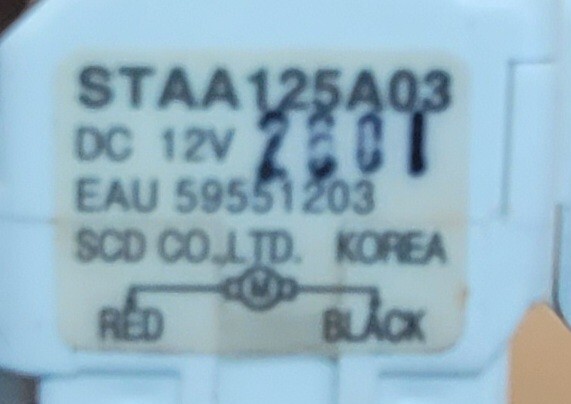 STAA125A03
DC 12V 2601
EAU 59551203
SCD CO.,LTD. KOREA
M
RED BLACK